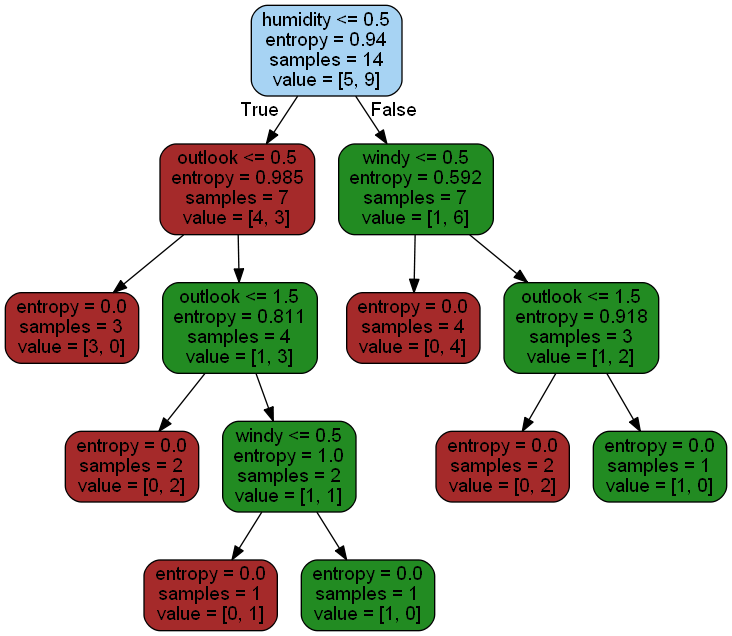 humidity <= 0.5
entropy = 0.94
samples = 14
value = [5, 9]
True
False
outlook <= 0.5
entropy = 0.985
samples = 7
value = [4, 3]
windy <= 0.5
entropy = 0.592
samples = 7
value = [1, 6]
entropy = 0.0
samples = 3
value = [3, 0]
outlook <= 1.5
entropy = 0.811
samples = 4
value = [1, 3]
entropy = 0.0
samples = 4
value = [0, 4]
outlook <= 1.5
entropy = 0.918
samples = 3
value = [1, 2]
entropy = 0.0
samples = 2
value = [0, 2]
windy <= 0.5
entropy = 1.0
samples = 2
value = [1, 1]
entropy = 0.0
samples = 2
value = [0, 2]
entropy = 0.0
samples = 1
value = [1, 0]
entropy = 0.0
samples = 1
value = [0, 1]
entropy = 0.0
samples = 1
value = [1, 0]